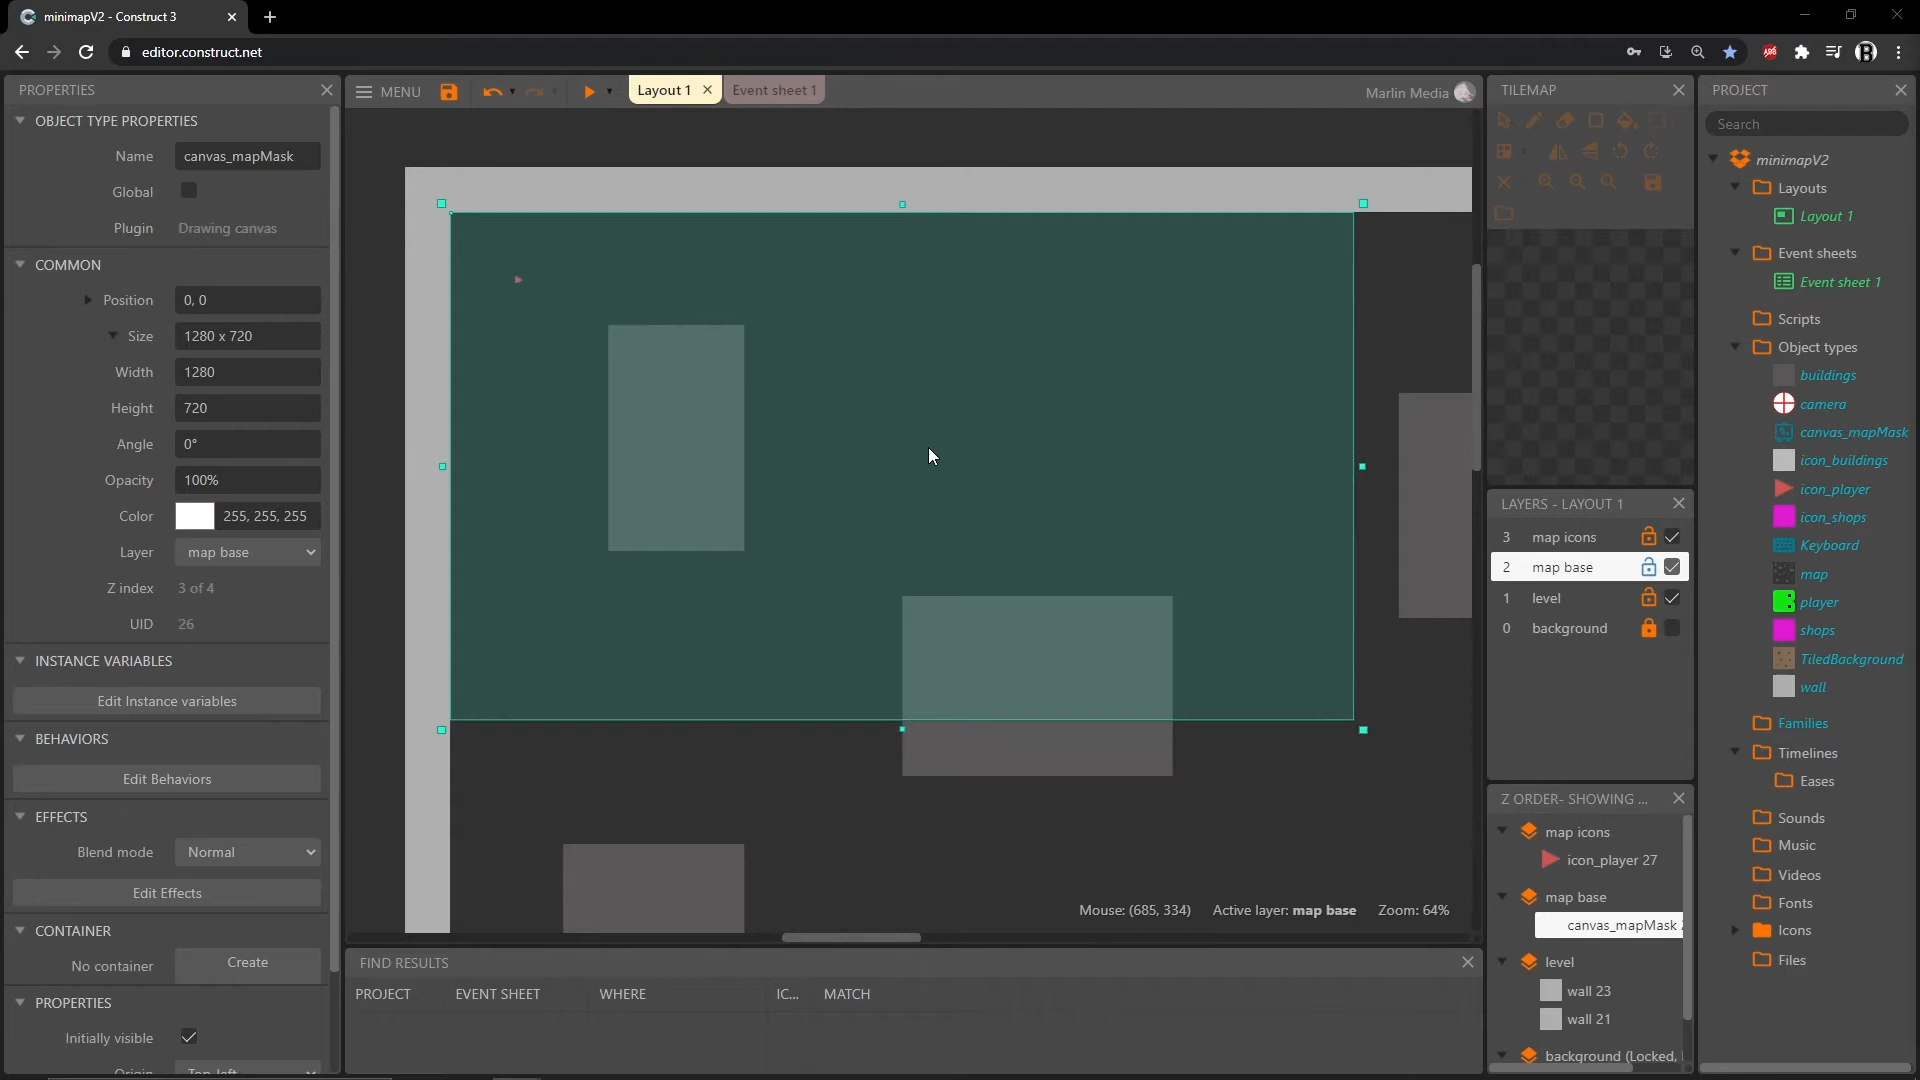 minimapV2 - Construct 3
editor.construct.net
PROPERTIES
OBJECT TYPE PROPERTIES
Name canvas_mapMask
Global
Plugin Drawing canvas
COMMON
Position 0, 0
Size 1280 x 720
Width 1280
Height 720
Angle 0°
Opacity 100%
Color 255, 255, 255
Layer map base
Z index 3 of 4
UID 26
INSTANCE VARIABLES
Edit Instance variables
BEHAVIORS
Edit Behaviors
EFFECTS
Blend mode Normal
Edit Effects
CONTAINER
No container Create
PROPERTIES
Initially visible
Origin Top-left
MENU
Layout 1
Event sheet 1
Marlin Media
Mouse: (685, 334) Active layer: map base Zoom: 64%
FIND RESULTS
PROJECT EVENT SHEET WHERE IC... MATCH
TILEMAP
LAYERS - LAYOUT 1
3 map icons
2 map base
1 level
0 background
Z ORDER- SHOWING ...
map icons
icon_player 27
map base
canvas_mapMask
level
wall 23
wall 21
background (Locked,
PROJECT
Search
minimapV2
Layouts
Layout 1
Event sheets
Event sheet 1
Scripts
Object types
buildings
camera
canvas_mapMask
icon_buildings
icon_player
icon_shops
Keyboard
map
player
shops
TiledBackground
wall
Families
Timelines
Eases
Sounds
Music
Videos
Fonts
Icons
Files